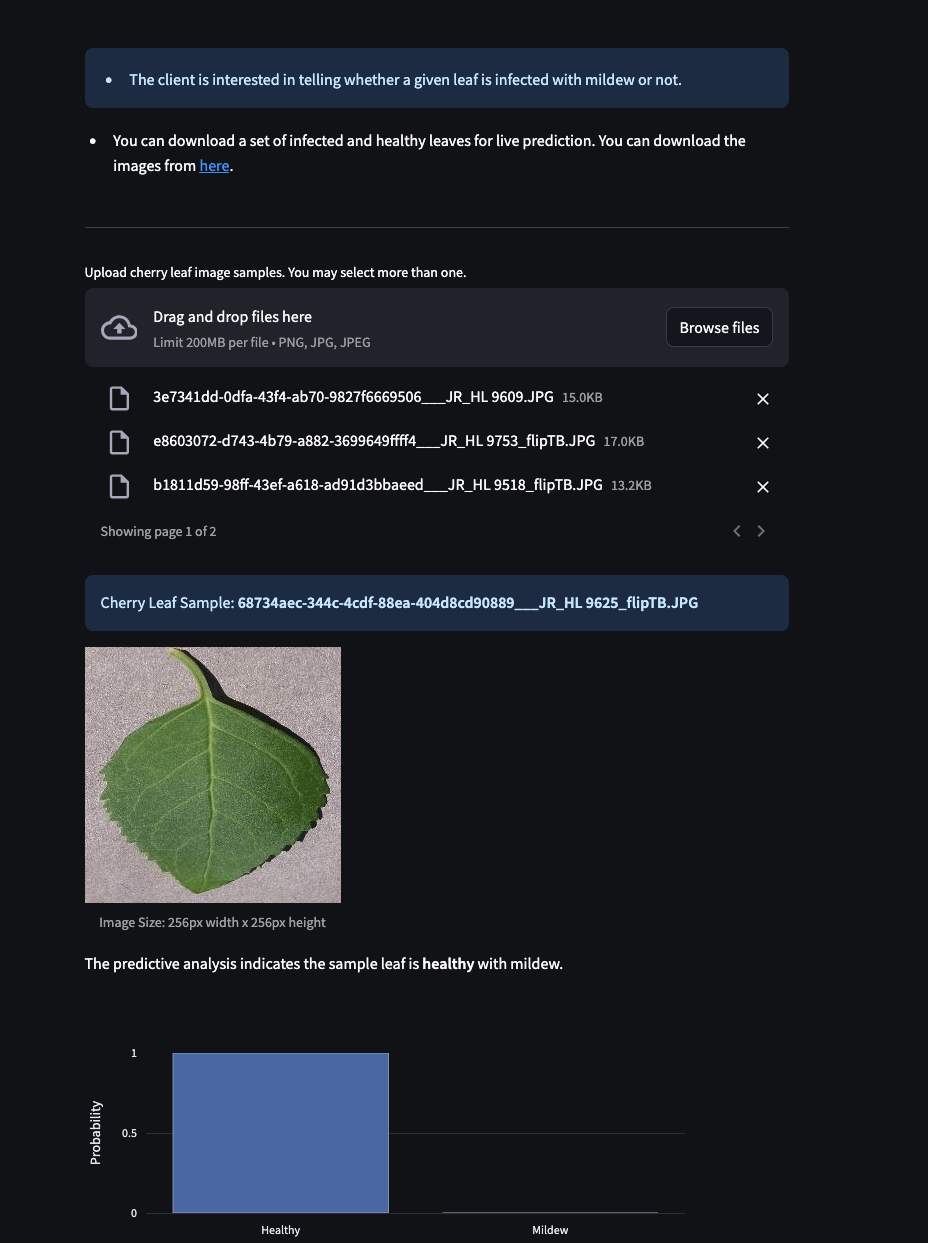 The client is interested in telling whether a given leaf is infected with mildew or not.
You can download a set of infected and healthy leaves for live prediction. You can download the
images from here.
Upload cherry leaf image samples. You may select more than one.
Drag and drop files here
Limit 200MB per file • PNG, JPG, JPEG
Browse files
3e7341dd-0dfa-43f4-ab70-9827f6669506___JR_HL 9609.JPG 15.0KB
e8603072-d743-4b79-a882-3699649ffff4___JR_HL 9753_flipTB.JPG 17.0KB
b1811d59-98ff-43ef-a618-ad91d3bbaeed___JR_HL 9518_flipTB.JPG 13.2KB
Showing page 1 of 2
Cherry Leaf Sample: 68734aec-344c-4cdf-88ea-404d8cd90889___JR_HL 9625_flipTB.JPG
Image Size: 256px width x 256px height
The predictive analysis indicates the sample leaf is healthy with mildew.
1
0.5
0
Probability
Healthy
Mildew